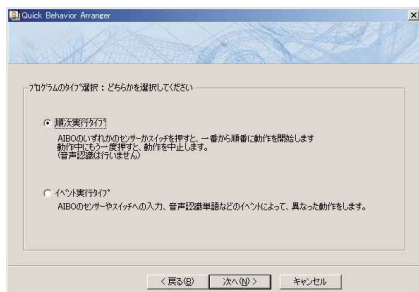 Quick Behavior Arranger
プログラムのタイプ選択 : どちらかを選択してください
順次実行タイプ
AIBOのいずれかのセンサーかスイッチを押すと、一番から順番に動作を開始します
動作中にもう一度押すと、動作を中止します。
(音声認識は行いません)
イベント実行タイプ
AIBOのセンサーやスイッチへの入力、音声認識単語などのイベントによって、異なった動作をします。
< 戻る(B)
次へ(N) >
キャンセル